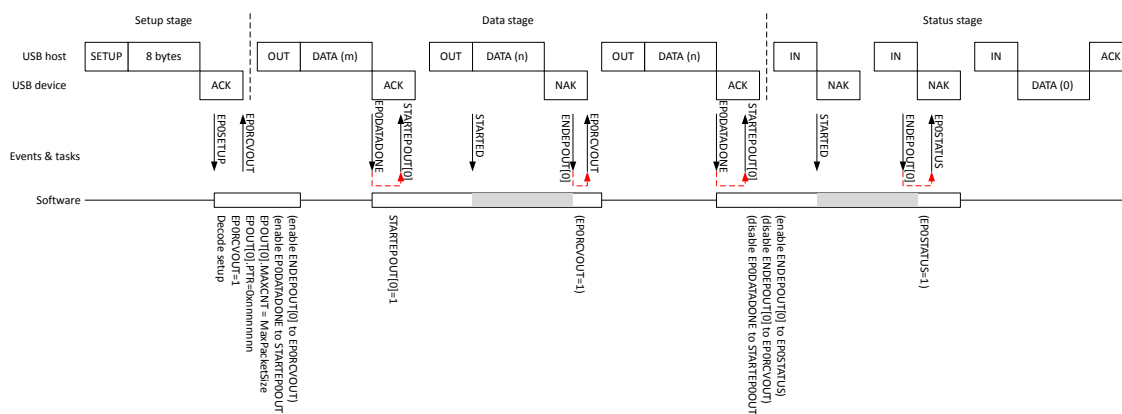 Setup stage
Data stage
Status stage
USB host
SETUP
8 bytes
OUT
DATA (m)
OUT
DATA (n)
OUT
DATA (n)
IN
IN
IN
ACK
USB device
ACK
ACK
NAK
ACK
NAK
NAK
DATA (0)
Events & tasks
EP0SETUP
EP0RCVOUT
EP0DATADONE
STARTEPOUT[0]
STARTED
ENDEPOUT[0]
EP0RCVOUT
EP0DATADONE
STARTEPOUT[0]
STARTED
ENDEPOUT[0]
EP0STATUS
Software
(enable ENDEPOUT[0] to EP0RCVOUT)
(enable EP0DATADONE to STARTEP0OUT
EPOUT[0].MAXCNT = MaxPacketSize
EPOUT[0].PTR=0xnnnnnnnn
EP0RCVOUT=1
Decode setup
STARTEPOUT[0]=1
(EP0RCVOUT=1)
(enable ENDEPOUT[0] to EP0STATUS)
(disable ENDEPOUT[0] to EP0RCVOUT)
(disable EP0DATADONE to STARTEP0OUT
(EP0STATUS=1)